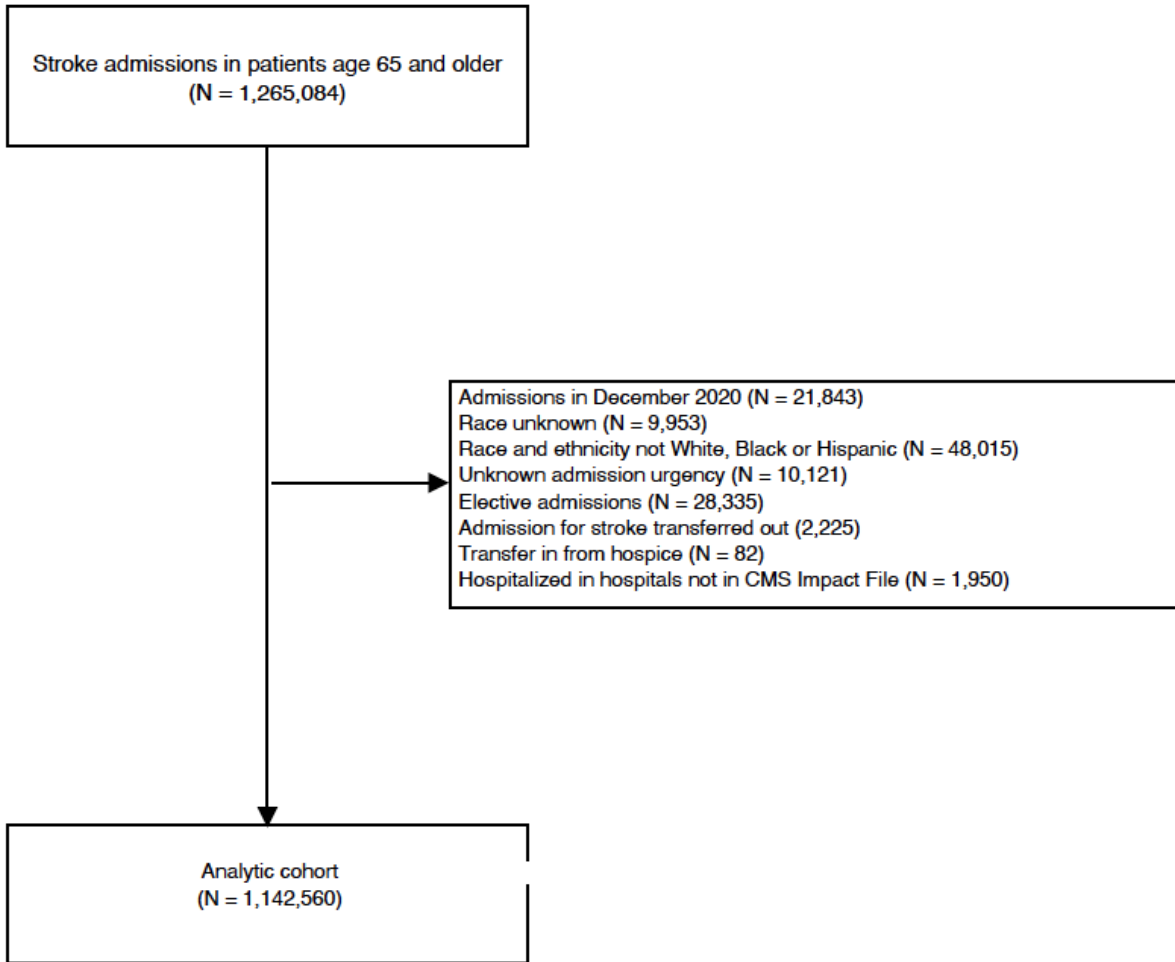 Stroke admissions in patients age 65 and older
(N = 1,265,084)
Admissions in December 2020 (N = 21,843)
Race unknown (N = 9,953)
Race and ethnicity not White, Black or Hispanic (N = 48,015)
Unknown admission urgency (N = 10,121)
Elective admissions (N = 28,335)
Admission for stroke transferred out (2,225)
Transfer in from hospice (N = 82)
Hospitalized in hospitals not in CMS Impact File (N = 1,950)
Analytic cohort
(N = 1,142,560)